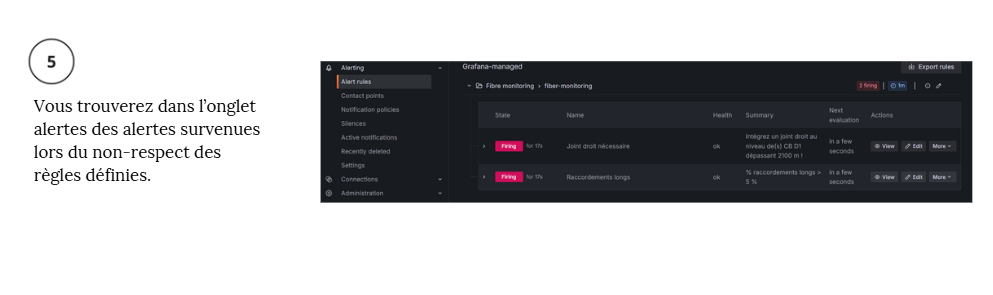 5
Vous trouverez dans l'onglet
alertes des alertes survenues
lors du non-respect des
règles définies.
Alerting
Alert rules
Contact points
Notification policies
Silences
Active notifications
Recently deleted
Settings
Connections
Administration
Grafana-managed
Export rules
Fibre monitoring › fiber-monitoring
2 firing | 1m |
State Name Health Summary Next evaluation Actions
Firing for 17s Joint droit nécessaire ok Intégrez un joint droit au niveau de(s) CB D1 dépassant 2100 m ! in a few seconds View Edit More
Firing for 17s Raccordements longs ok % raccordements longs > 5 % in a few seconds View Edit More